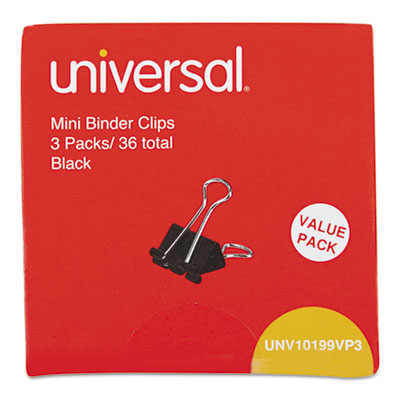 universal®
Mini Binder Clips
3 Packs/ 36 total
Black
VALUE
PACK
UNV10199VP3